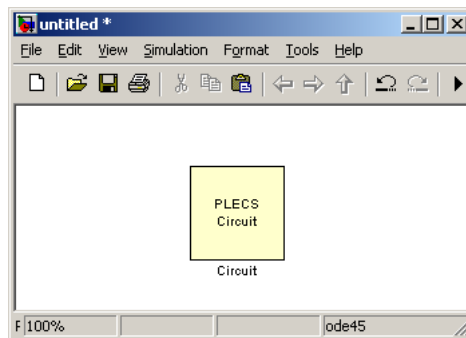 untitled *
File Edit View Simulation Format Tools Help
PLECS
Circuit
Circuit
F 100% ode45